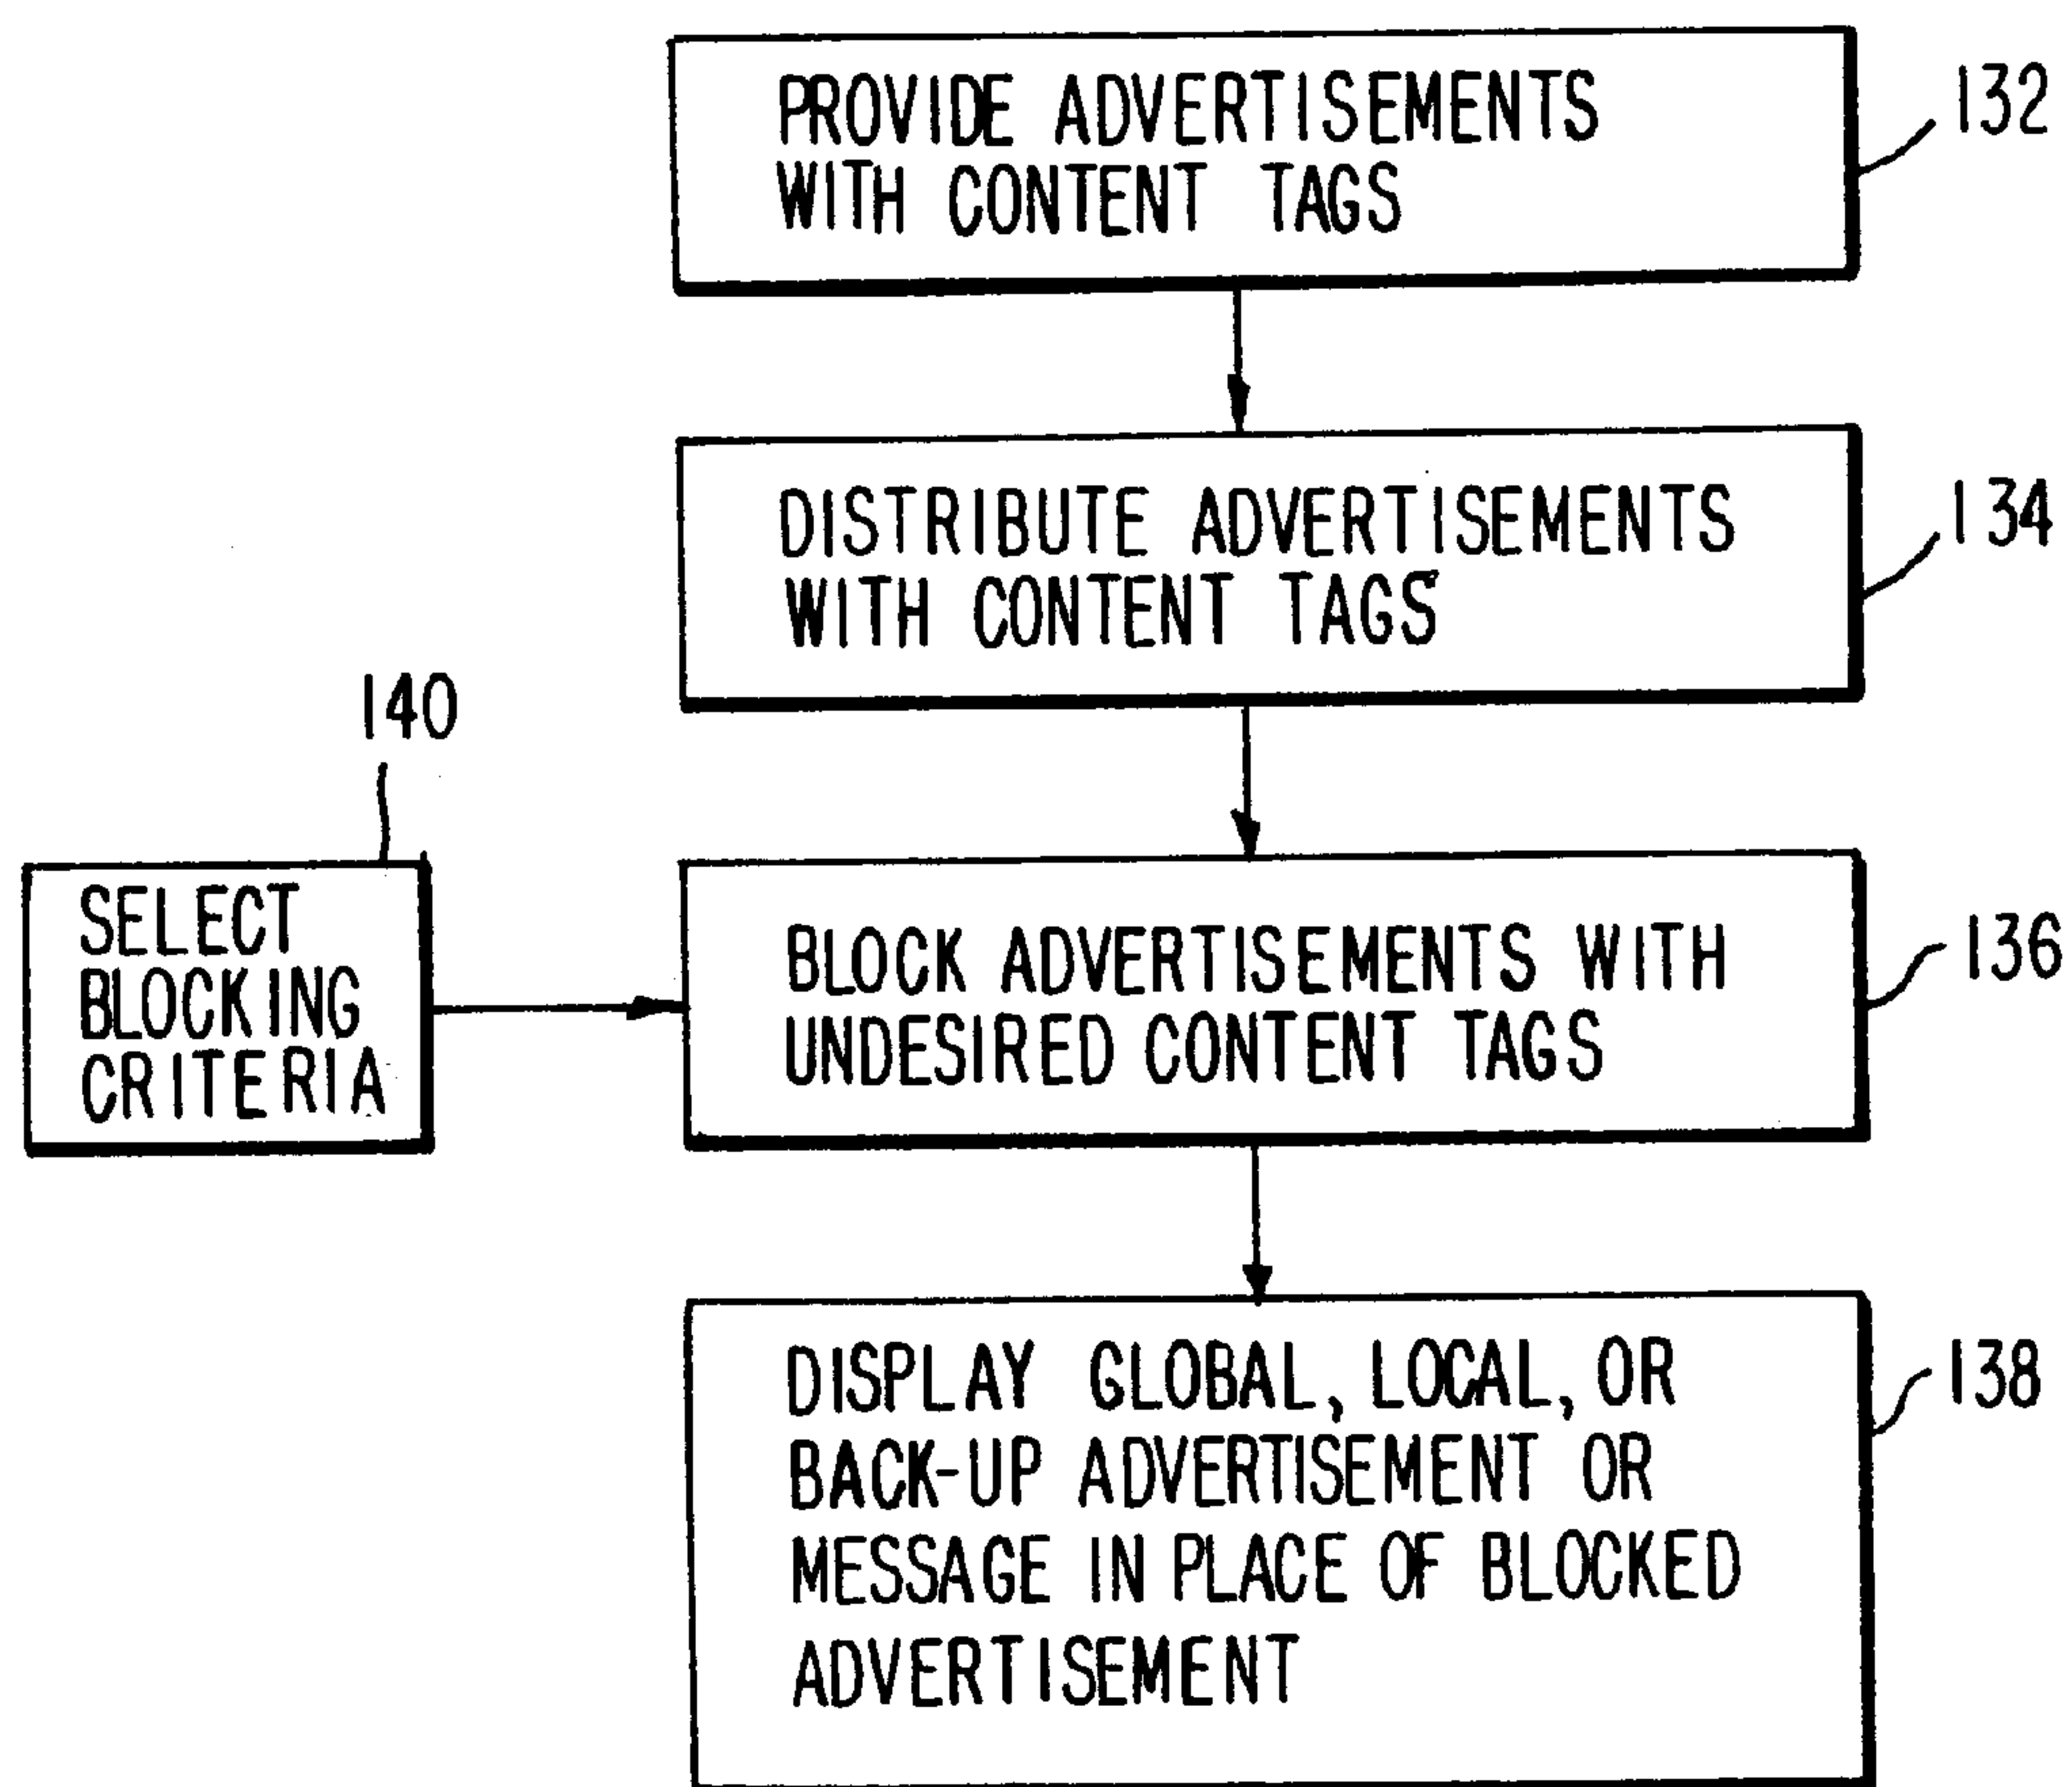 PROVIDE ADVERTISEMENTS
WITH CONTENT TAGS
132
DISTRIBUTE ADVERTISEMENTS
WITH CONTENT TAGS
134
140
SELECT
BLOCKING
CRITERIA
BLOCK ADVERTISEMENTS WITH
UNDESIRED CONTENT TAGS
136
DISPLAY GLOBAL, LOCAL, OR
BACK-UP ADVERTISEMENT OR
MESSAGE IN PLACE OF BLOCKED
ADVERTISEMENT
138